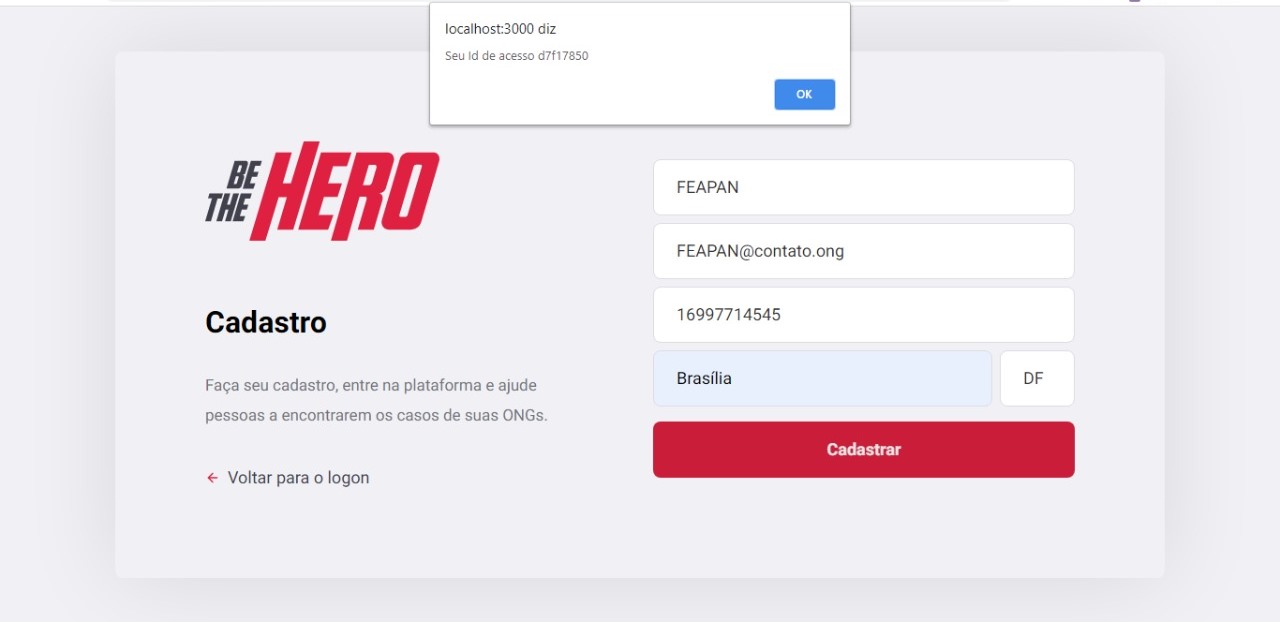 localhost:3000 diz
Seu Id de acesso d7f17850
OK
BE
THE
HERO
Cadastro
Faça seu cadastro, entre na plataforma e ajude
pessoas a encontrarem os casos de suas ONGs.
← Voltar para o logon
FEAPAN
FEAPAN@contato.ong
16997714545
Brasília
DF
Cadastrar